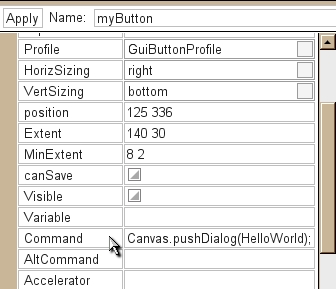 Apply Name: myButton
Profile GuiButtonProfile
HorizSizing right
VertSizing bottom
position 125 336
Extent 140 30
MinExtent 8 2
canSave
Visible
Variable
Command Canvas.pushDialog(HelloWorld);
AltCommand
Accelerator